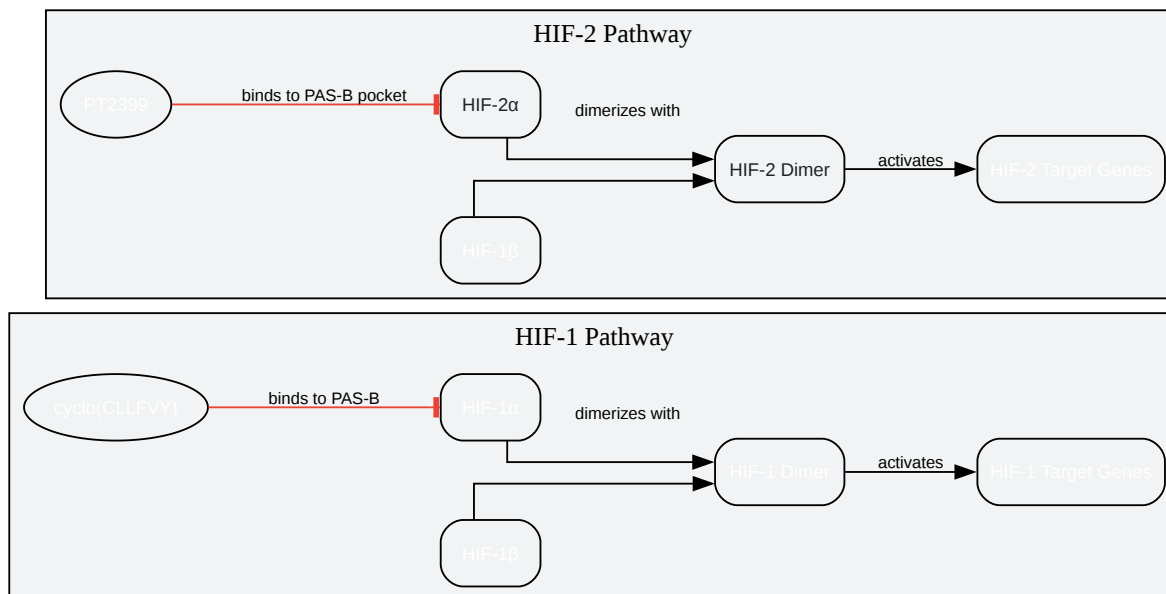 HIF-2 Pathway
PT2399
binds to PAS-B pocket
HIF-2α
dimerizes with
HIF-2 Dimer
activates
HIF-2 Target Genes
HIF-1β
HIF-1 Pathway
cyclo(CLLFVY)
binds to PAS-B
HIF-1α
dimerizes with
HIF-1 Dimer
activates
HIF-1 Target Genes
HIF-1β